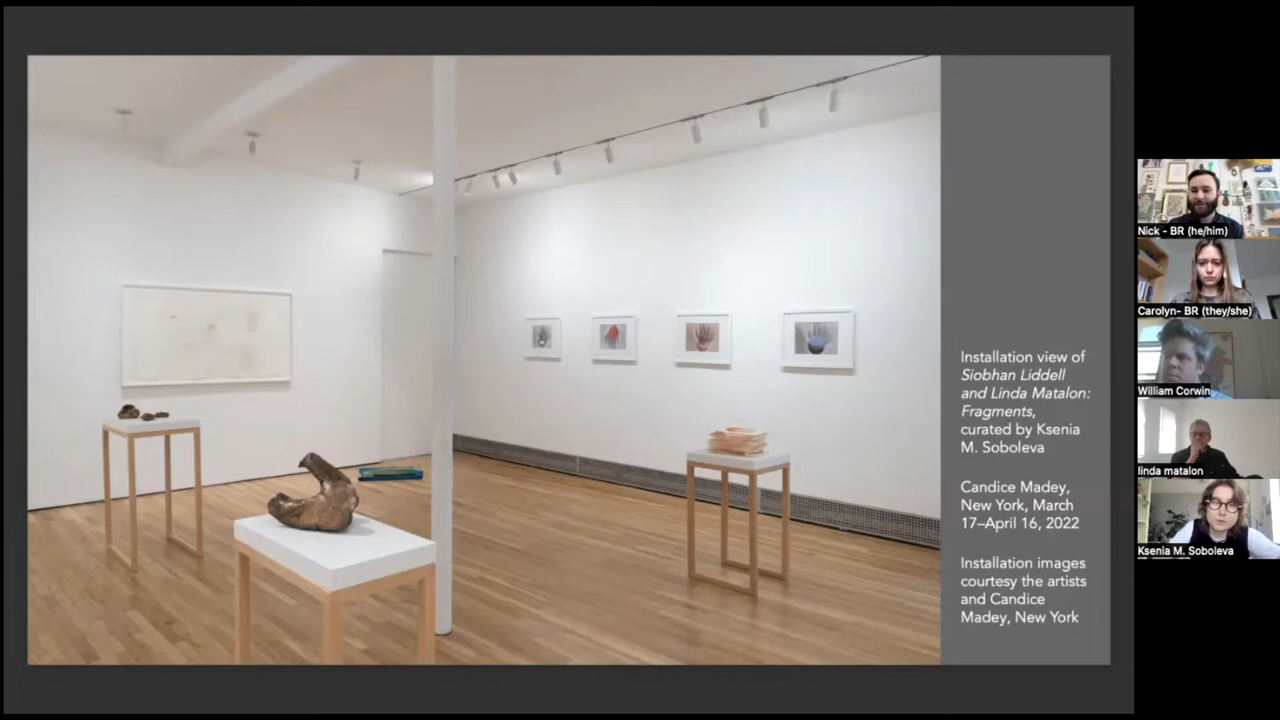 Installation view of
Siobhan Liddell
and Linda Matalon:
Fragments,
curated by Ksenia
M. Soboleva
Candice Madey,
New York, March
17–April 16, 2022
Installation images
courtesy the artists
and Candice
Madey, New York
Nick - BR (he/him)
Carolyn- BR (they/she)
William Corwin
linda matalon
Ksenia M. Soboleva